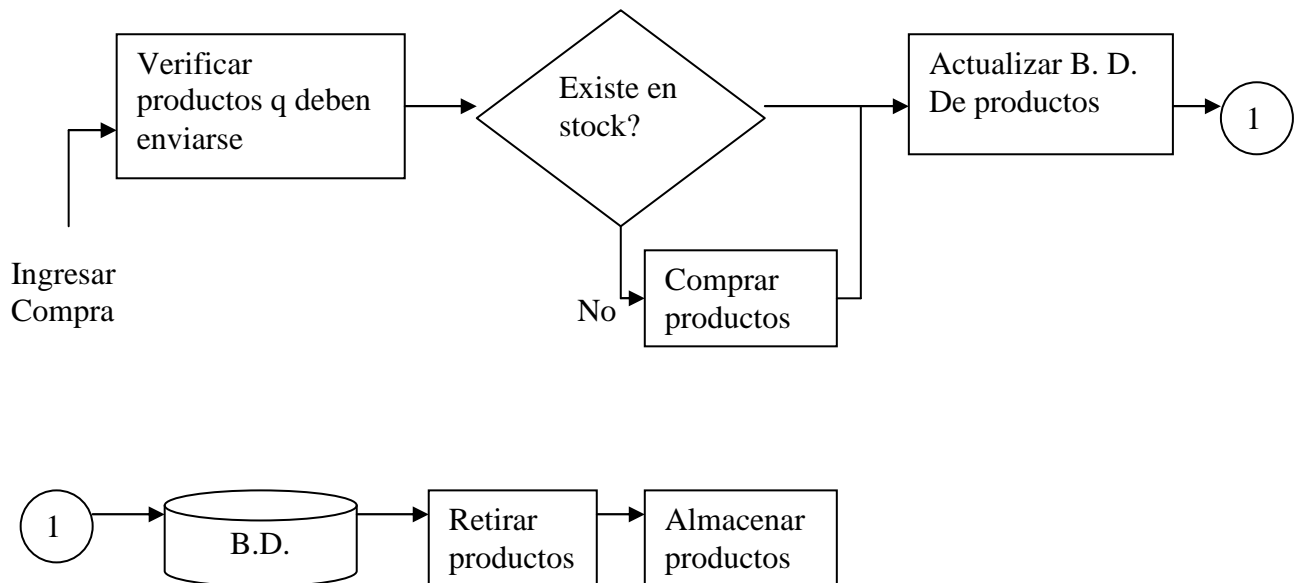 Verificar
productos q deben
enviarse
Existe en
stock?
Actualizar B. D.
De productos
1
Ingresar
Compra
No
Comprar
productos
1
B.D.
Retirar
productos
Almacenar
productos